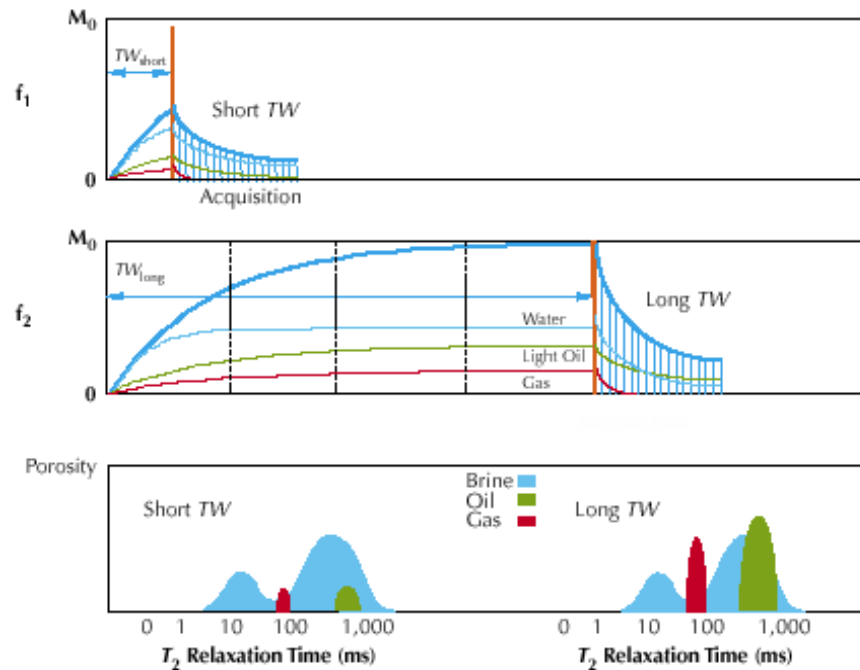 M0
TWshort
f1
Short TW
0
Acquisition
M0
TWlong
f2
Long TW
Water
Light Oil
Gas
0
Porosity
Short TW
Brine
Oil
Gas
Long TW
0 1 10 100 1,000
T2 Relaxation Time (ms)
0 1 10 100 1,000
T2 Relaxation Time (ms)